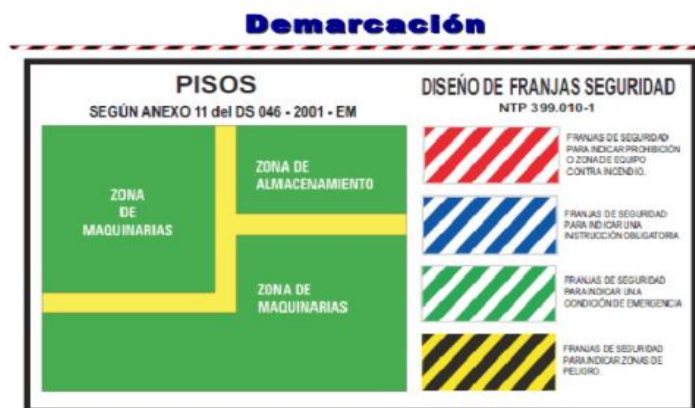 Demarcación
PISOS
SEGÚN ANEXO 11 del DS 046 - 2001 - EM
ZONA
DE
MAQUINARIAS
ZONA DE
ALMACENAMIENTO
ZONA DE
MAQUINARIAS
DISEÑO DE FRANJAS SEGURIDAD
NTP 399.010-1
FRANJAS DE SEGURIDAD
PARA INDICAR PROHIBICIÓN
O ZONA DE EQUIPO
CONTRA INCENDIO.
FRANJAS DE SEGURIDAD
PARA INDICAR UNA
INSTRUCCIÓN OBLIGATORIA
FRANJAS DE SEGURIDAD
PARA INDICAR UNA
CONDICIÓN DE EMERGENCIA
FRANJAS DE SEGURIDAD
PARA INDICAR ZONAS DE
PELIGRO.